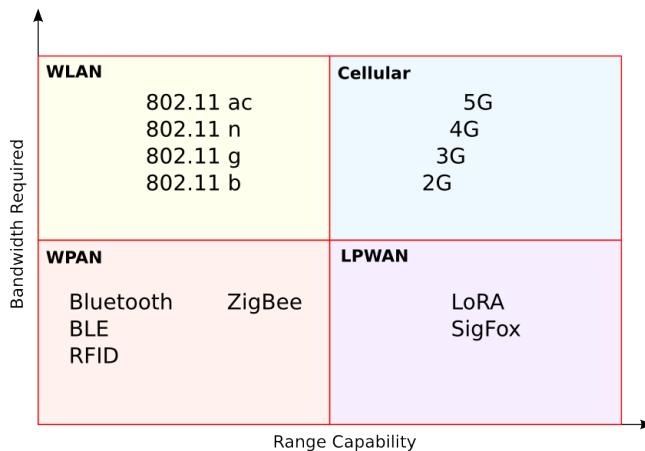 WLAN
802.11 ac
802.11 n
802.11 g
802.11 b
Cellular
5G
4G
3G
2G
WPAN
Bluetooth ZigBee
BLE
RFID
LPWAN
LoRA
SigFox
Bandwidth Required
Range Capability